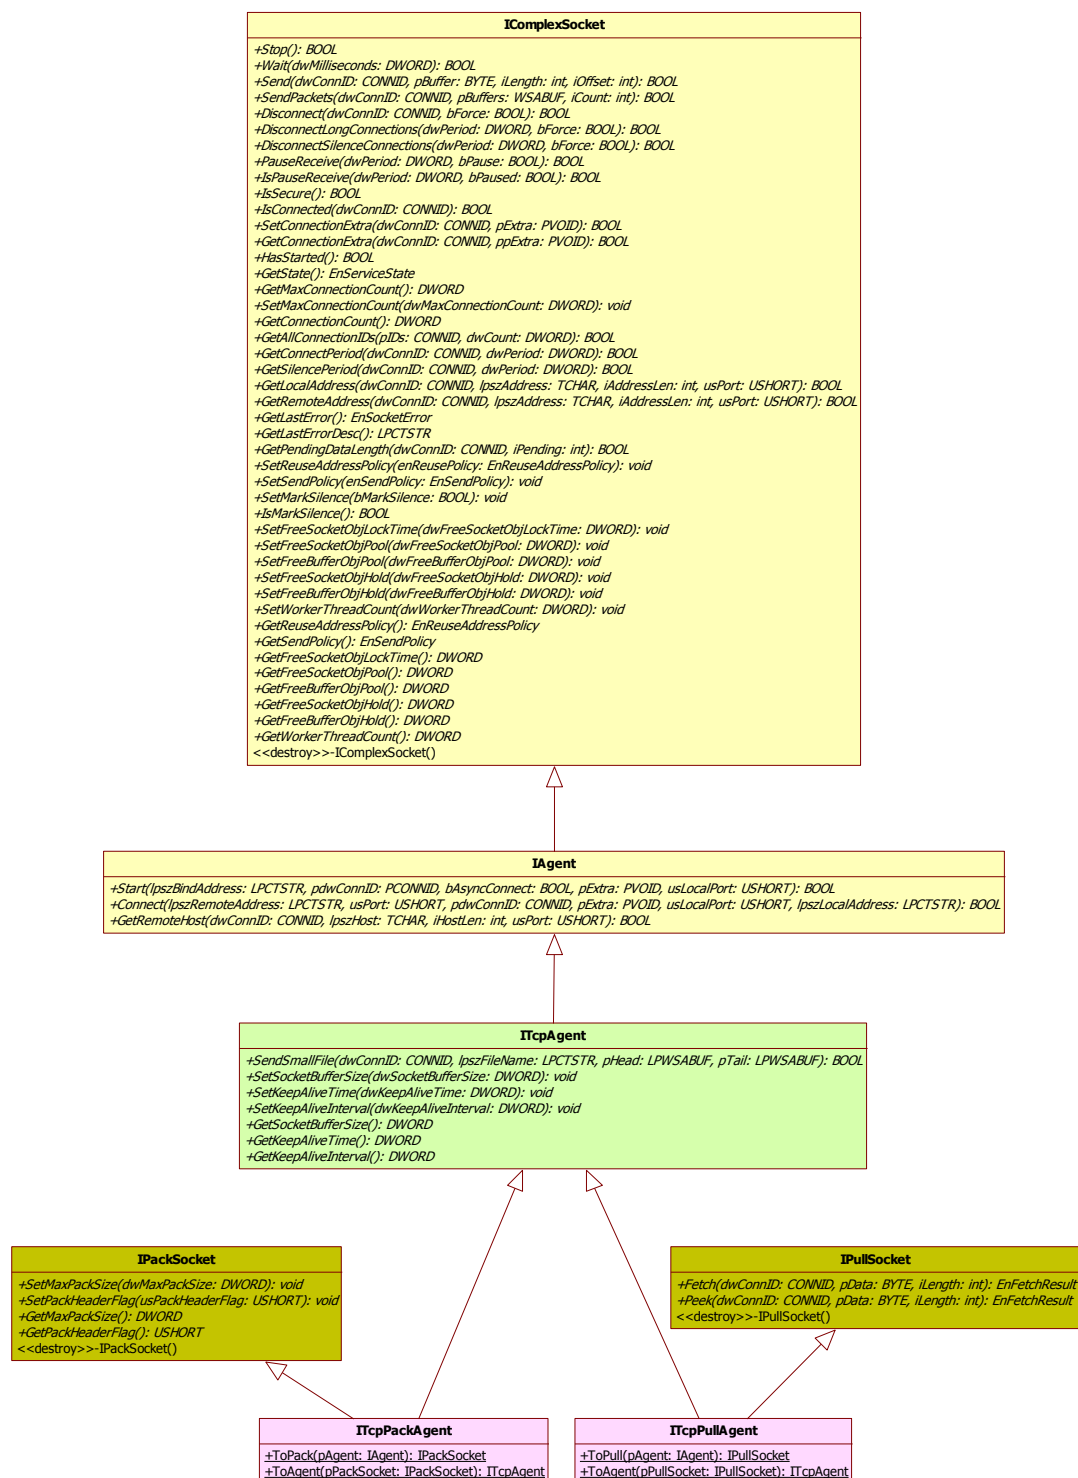 IComplexSocket
+Stop(): BOOL
+Wait(dwMilliseconds: DWORD): BOOL
+Send(dwConnID: CONNID, pBuffer: BYTE, iLength: int, iOffset: int): BOOL
+SendPackets(dwConnID: CONNID, pBuffers: WSABUF, iCount: int): BOOL
+Disconnect(dwConnID: CONNID, bForce: BOOL): BOOL
+DisconnectLongConnections(dwPeriod: DWORD, bForce: BOOL): BOOL
+DisconnectSilenceConnections(dwPeriod: DWORD, bForce: BOOL): BOOL
+PauseReceive(dwPeriod: DWORD, bPause: BOOL): BOOL
+IsPauseReceive(dwPeriod: DWORD, bPaused: BOOL): BOOL
+IsSecure(): BOOL
+IsConnected(dwConnID: CONNID): BOOL
+SetConnectionExtra(dwConnID: CONNID, pExtra: PVOID): BOOL
+GetConnectionExtra(dwConnID: CONNID, ppExtra: PVOID): BOOL
+HasStarted(): BOOL
+GetState(): EnServiceState
+GetMaxConnectionCount(): DWORD
+SetMaxConnectionCount(dwMaxConnectionCount: DWORD): void
+GetConnectionCount(): DWORD
+GetAllConnectionIDs(pIDs: CONNID, dwCount: DWORD): BOOL
+GetConnectPeriod(dwConnID: CONNID, dwPeriod: DWORD): BOOL
+GetSilencePeriod(dwConnID: CONNID, dwPeriod: DWORD): BOOL
+GetLocalAddress(dwConnID: CONNID, lpszAddress: TCHAR, iAddressLen: int, usPort: USHORT): BOOL
+GetRemoteAddress(dwConnID: CONNID, lpszAddress: TCHAR, iAddressLen: int, usPort: USHORT): BOOL
+GetLastError(): EnSocketError
+GetLastErrorDesc(): LPCTSTR
+GetPendingDataLength(dwConnID: CONNID, iPending: int): BOOL
+SetReuseAddressPolicy(enReusePolicy: EnReuseAddressPolicy): void
+SetSendPolicy(enSendPolicy: EnSendPolicy): void
+SetMarkSilence(bMarkSilence: BOOL): void
+IsMarkSilence(): BOOL
+SetFreeSocketObjLockTime(dwFreeSocketObjLockTime: DWORD): void
+SetFreeSocketObjPool(dwFreeSocketObjPool: DWORD): void
+SetFreeBufferObjPool(dwFreeBufferObjPool: DWORD): void
+SetFreeSocketObjHold(dwFreeSocketObjHold: DWORD): void
+SetFreeBufferObjHold(dwFreeBufferObjHold: DWORD): void
+SetWorkerThreadCount(dwWorkerThreadCount: DWORD): void
+GetReuseAddressPolicy(): EnReuseAddressPolicy
+GetSendPolicy(): EnSendPolicy
+GetFreeSocketObjLockTime(): DWORD
+GetFreeSocketObjPool(): DWORD
+GetFreeBufferObjPool(): DWORD
+GetFreeSocketObjHold(): DWORD
+GetFreeBufferObjHold(): DWORD
+GetWorkerThreadCount(): DWORD
<<destroy>>-IComplexSocket()
IAgent
+Start(lpszBindAddress: LPCTSTR, pdwConnID: PCONNID, bAsyncConnect: BOOL, pExtra: PVOID, usLocalPort: USHORT): BOOL
+Connect(lpszRemoteAddress: LPCTSTR, usPort: USHORT, pdwConnID: CONNID, pExtra: PVOID, usLocalPort: USHORT, lpszLocalAddress: LPCTSTR): BOOL
+GetRemoteHost(dwConnID: CONNID, lpszHost: TCHAR, iHostLen: int, usPort: USHORT): BOOL
ITcpAgent
+SendSmallFile(dwConnID: CONNID, lpszFileName: LPCTSTR, pHead: LPWSABUF, pTail: LPWSABUF): BOOL
+SetSocketBufferSize(dwSocketBufferSize: DWORD): void
+SetKeepAliveTime(dwKeepAliveTime: DWORD): void
+SetKeepAliveInterval(dwKeepAliveInterval: DWORD): void
+GetSocketBufferSize(): DWORD
+GetKeepAliveTime(): DWORD
+GetKeepAliveInterval(): DWORD
IPackSocket
+SetMaxPackSize(dwMaxPackSize: DWORD): void
+SetPackHeaderFlag(usPackHeaderFlag: USHORT): void
+GetMaxPackSize(): DWORD
+GetPackHeaderFlag(): USHORT
<<destroy>>-IPackSocket()
IPullSocket
+Fetch(dwConnID: CONNID, pData: BYTE, iLength: int): EnFetchResult
+Peek(dwConnID: CONNID, pData: BYTE, iLength: int): EnFetchResult
<<destroy>>-IPullSocket()
ITcpPackAgent
+ToPack(pAgent: IAgent): IPackSocket
+ToAgent(pPackSocket: IPackSocket): ITcpAgent
ITcpPullAgent
+ToPull(pAgent: IAgent): IPullSocket
+ToAgent(pPullSocket: IPullSocket): ITcpAgent